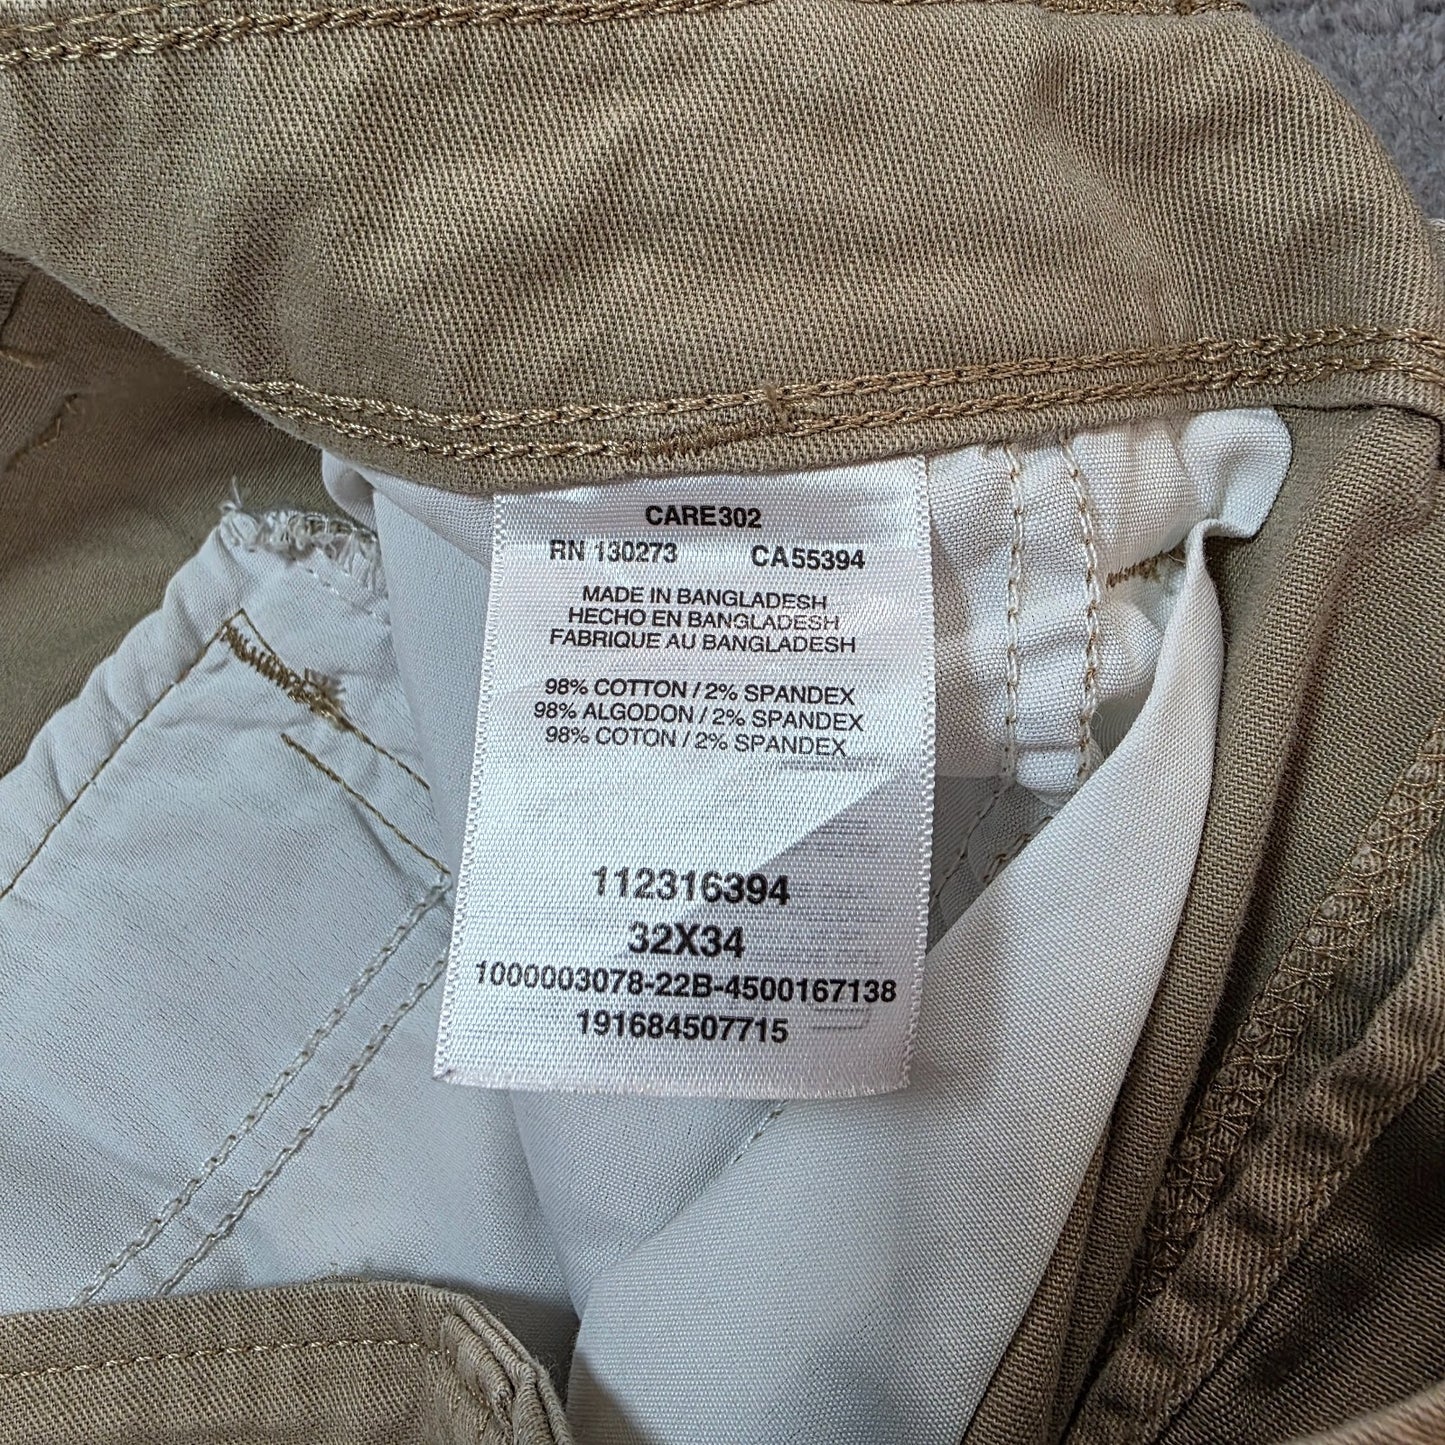 CARE302
RN 130273 CA55394
MADE IN BANGLADESH
HECHO EN BANGLADESH
FABRIQUE AU BANGLADESH
98% COTTON / 2% SPANDEX
98% ALGODON / 2% SPANDEX
98% COTON / 2% SPANDEX
112316394
32X34
1000003078-22B-4500167138
191684507715